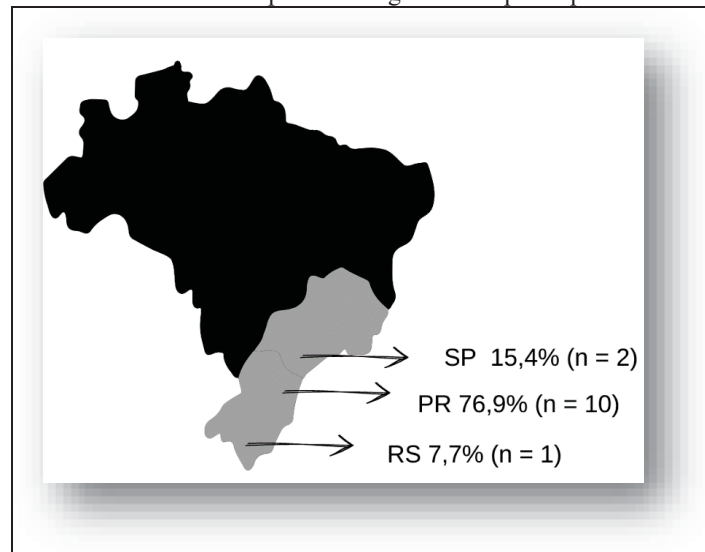 SP 15,4% (n = 2)
PR 76,9% (n = 10)
RS 7,7% (n = 1)